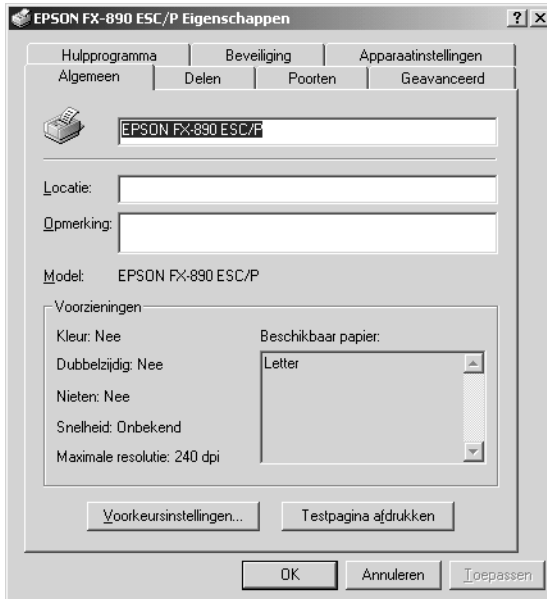 EPSON FX-890 ESC/P Eigenschappen
Hulpprogramma Beveiliging Apparaatinstellingen
Algemeen Delen Poorten Geavanceerd
EPSON FX-890 ESC/P
Locatie:
Opmerking:
Model: EPSON FX-890 ESC/P
Voorzieningen
Kleur: Nee Beschikbaar papier:
Dubbelzijdig: Nee Letter
Nieten: Nee
Snelheid: Onbekend
Maximale resolutie: 240 dpi
Voorkeursinstellingen... Testpagina afdrukken
OK Annuleren Toepassen